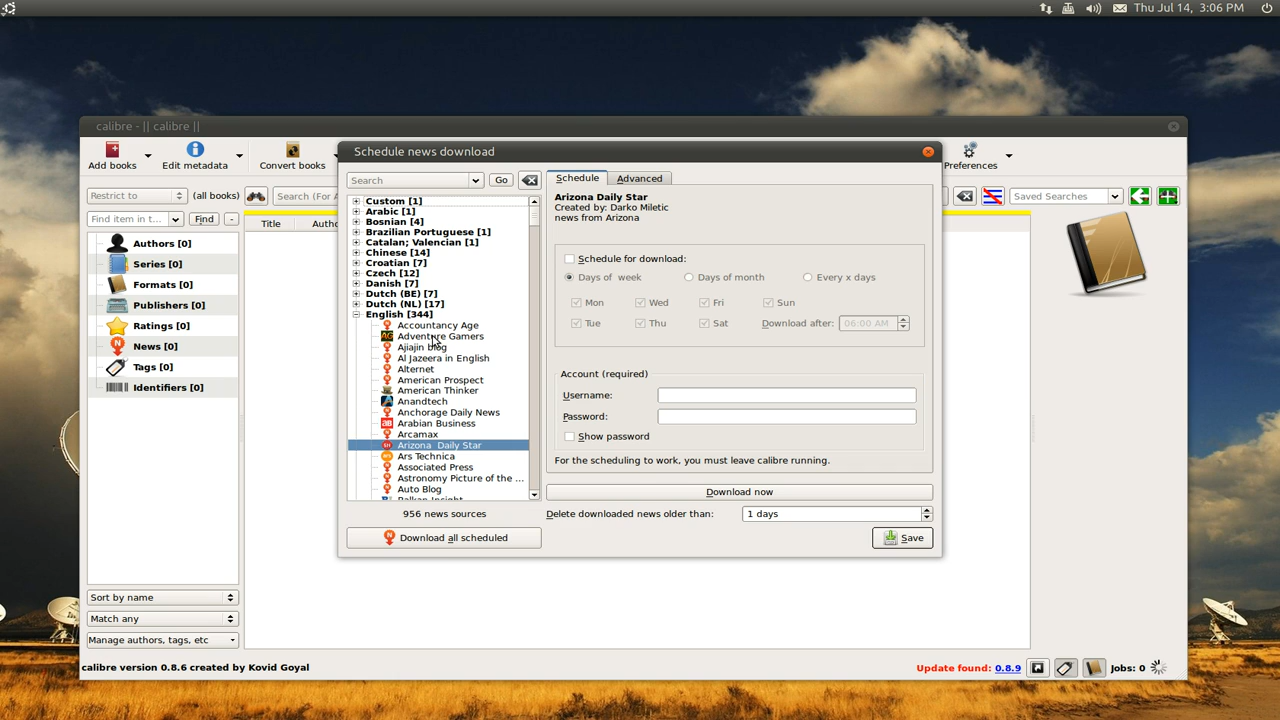 Thu Jul 14, 3:06 PM
calibre - || calibre ||
Add books
Edit metadata
Convert books
Preferences
Restrict to
(all books)
Search (For A
Saved Searches
Find item in t...
Find
-
Title
Autho
Authors [0]
Series [0]
Formats [0]
Publishers [0]
Ratings [0]
News [0]
Tags [0]
Identifiers [0]
Sort by name
Match any
Manage authors, tags, etc
Schedule news download
Search
Go
Custom [1]
Arabic [1]
Bosnian [4]
Brazilian Portuguese [1]
Catalan; Valencian [1]
Chinese [14]
Croatian [7]
Czech [12]
Danish [7]
Dutch (BE) [7]
Dutch (NL) [17]
English [344]
Accountancy Age
Adventure Gamers
Ajiajin blog
Al Jazeera in English
Alternet
American Prospect
American Thinker
Anandtech
Anchorage Daily News
Arabian Business
Arcamax
Arizona Daily Star
Ars Technica
Associated Press
Astronomy Picture of the ...
Auto Blog
Balkan Insight
956 news sources
Download all scheduled
Schedule
Advanced
Arizona Daily Star
Created by: Darko Miletic
news from Arizona
Schedule for download:
Days of week
Days of month
Every x days
Mon
Wed
Fri
Sun
Tue
Thu
Sat
Download after:
06:00 AM
Account (required)
Username:
Password:
Show password
For the scheduling to work, you must leave calibre running.
Download now
Delete downloaded news older than:
1 days
Save
calibre version 0.8.6 created by Kovid Goyal
Update found: 0.8.9
Jobs: 0